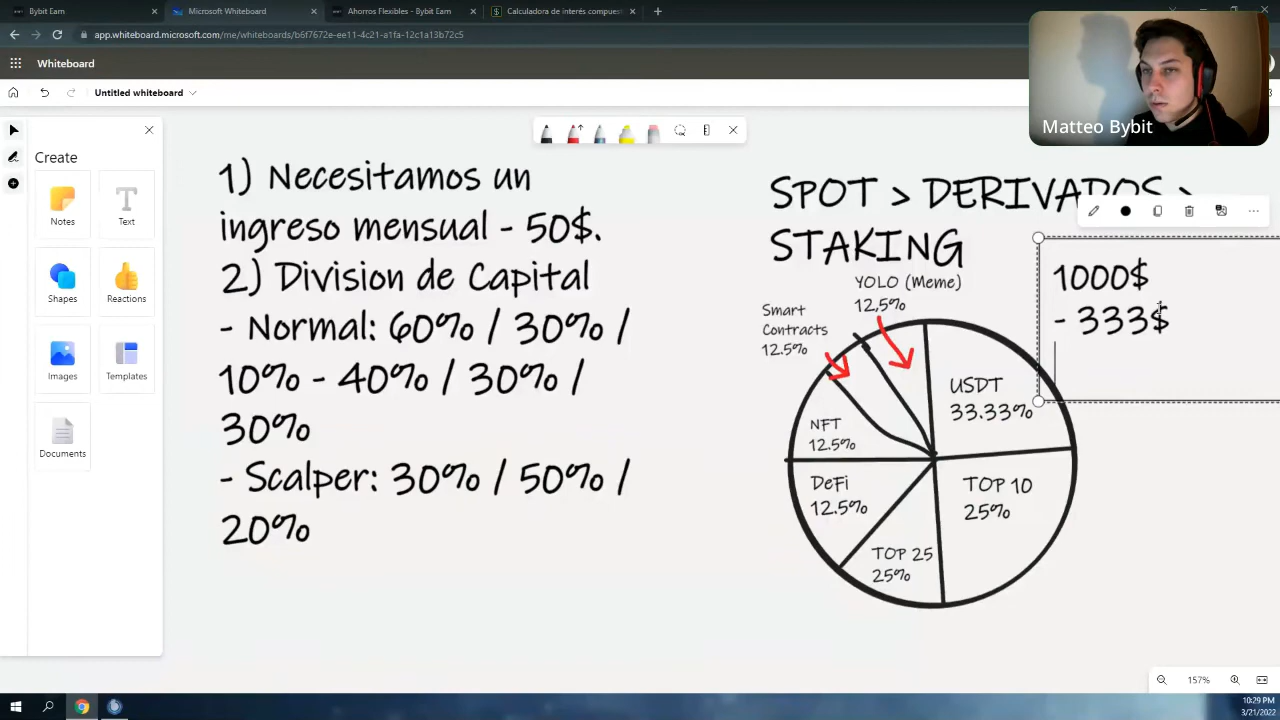 Bybit Earn
Microsoft Whiteboard
Ahorros Flexibles - Bybit Earn
Calculadora de interés compues
app.whiteboard.microsoft.com/me/whiteboards/b6f7672e-ee11-4c21-a1fa-12c1a13b72c5
Whiteboard
Untitled whiteboard
Matteo Bybit
Create
Notes
Text
Shapes
Reactions
Images
Templates
Documents
1) Necesitamos un
ingreso mensual - 50$.
2) Division de Capital
- Normal: 60% / 30% /
10% - 40% / 30% /
30%
- Scalper: 30% / 50% /
20%
SPOT > DERIVADOS >
STAKING
1000$
- 333$
YOLO (Meme)
12,5%
Smart
Contracts
12.5%
USDT
33.33%
NFT
12.5%
DeFi
12.5%
TOP 10
25%
TOP 25
25%
157%
10:29 PM
3/21/2022